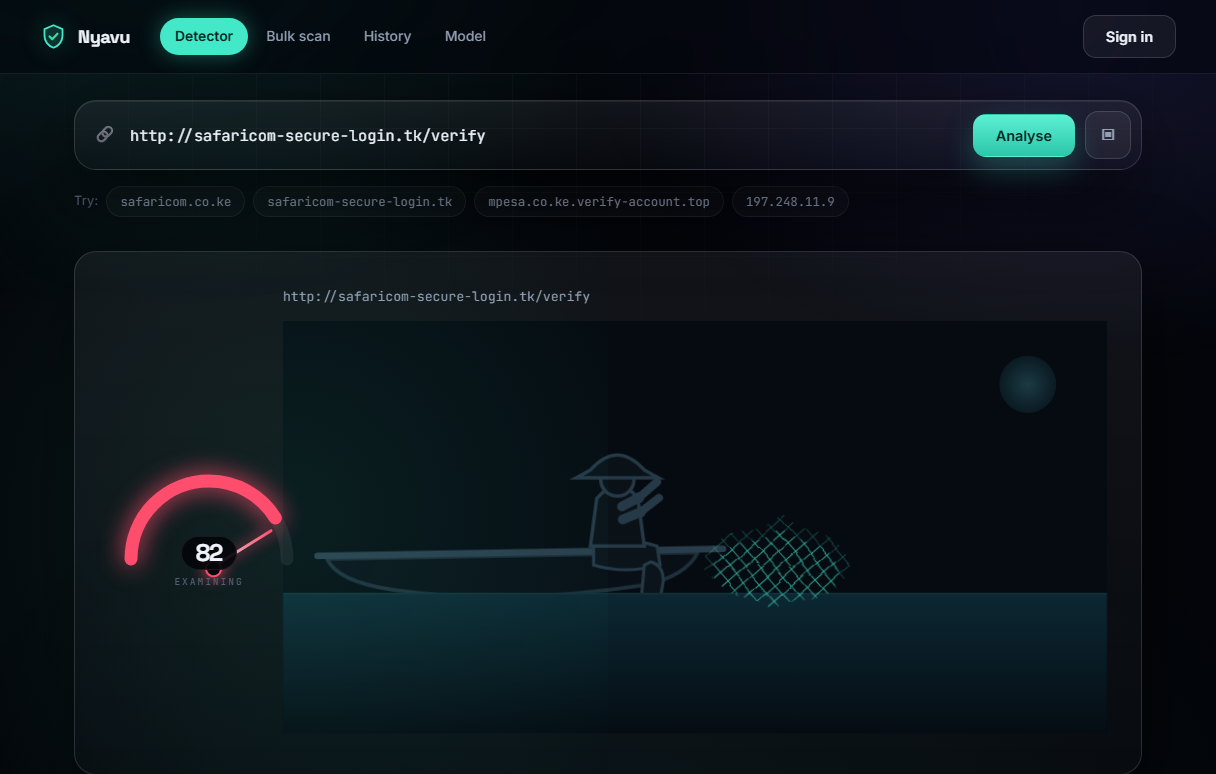 Nyavu
Detector
Bulk scan
History
Model
Sign in
http://safaricom-secure-login.tk/verify
Analyse
Try:
safaricom.co.ke
safaricom-secure-login.tk
mpesa.co.ke.verify-account.top
197.248.11.9
http://safaricom-secure-login.tk/verify
82
EXAMINING